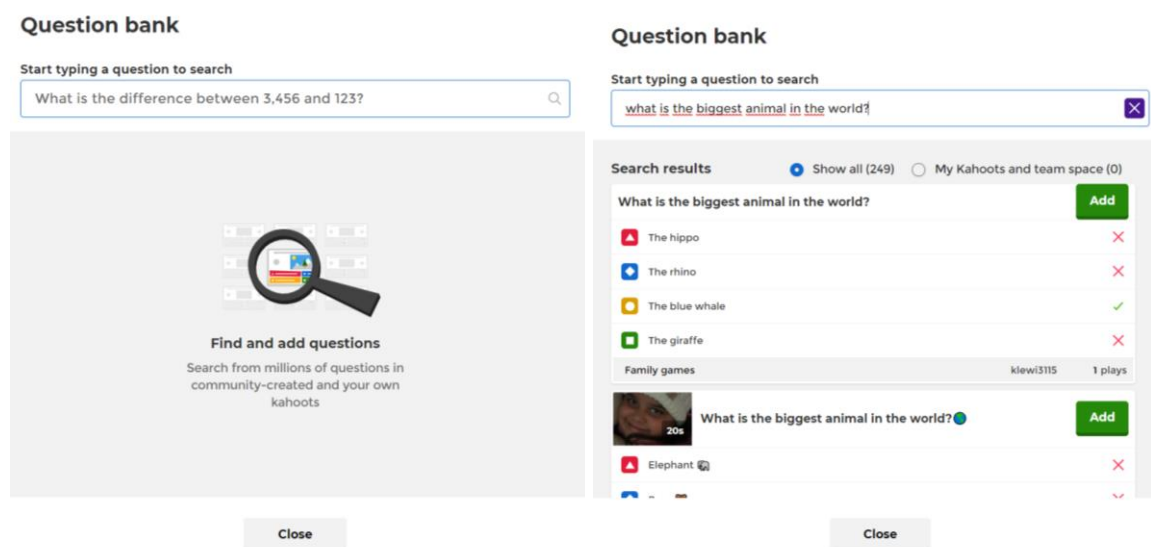 Question bank
Start typing a question to search
What is the difference between 3,456 and 123?
Find and add questions
Search from millions of questions in
community-created and your own
kahoots
Close
Question bank
Start typing a question to search
what is the biggest animal in the world?
Search results
Show all (249)
My Kahoots and team space (0)
What is the biggest animal in the world?
Add
The hippo
The rhino
The blue whale
The giraffe
Family games
klewi3115
1 plays
20s
What is the biggest animal in the world?
Add
Elephant
Close